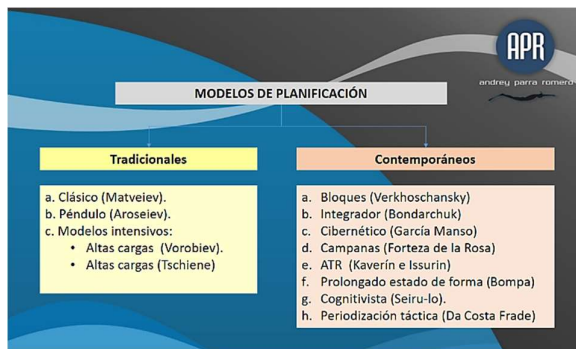 APR
andrey parra romero
MODELOS DE PLANIFICACIÓN
Tradicionales
a. Clásico (Matveiev).
b. Péndulo (Aroseiev).
c. Modelos intensivos:
• Altas cargas (Vorobiev).
• Altas cargas (Tschiene)
Contemporáneos
a. Bloques (Verkhoschansky)
b. Integrador (Bondarchuk)
c. Cibernético (García Manso)
d. Campanas (Forteza de la Rosa)
e. ATR (Kaverín e Issurin)
f. Prolongado estado de forma (Bompa)
g. Cognitivista (Seiru-lo).
h. Periodización táctica (Da Costa Frade)